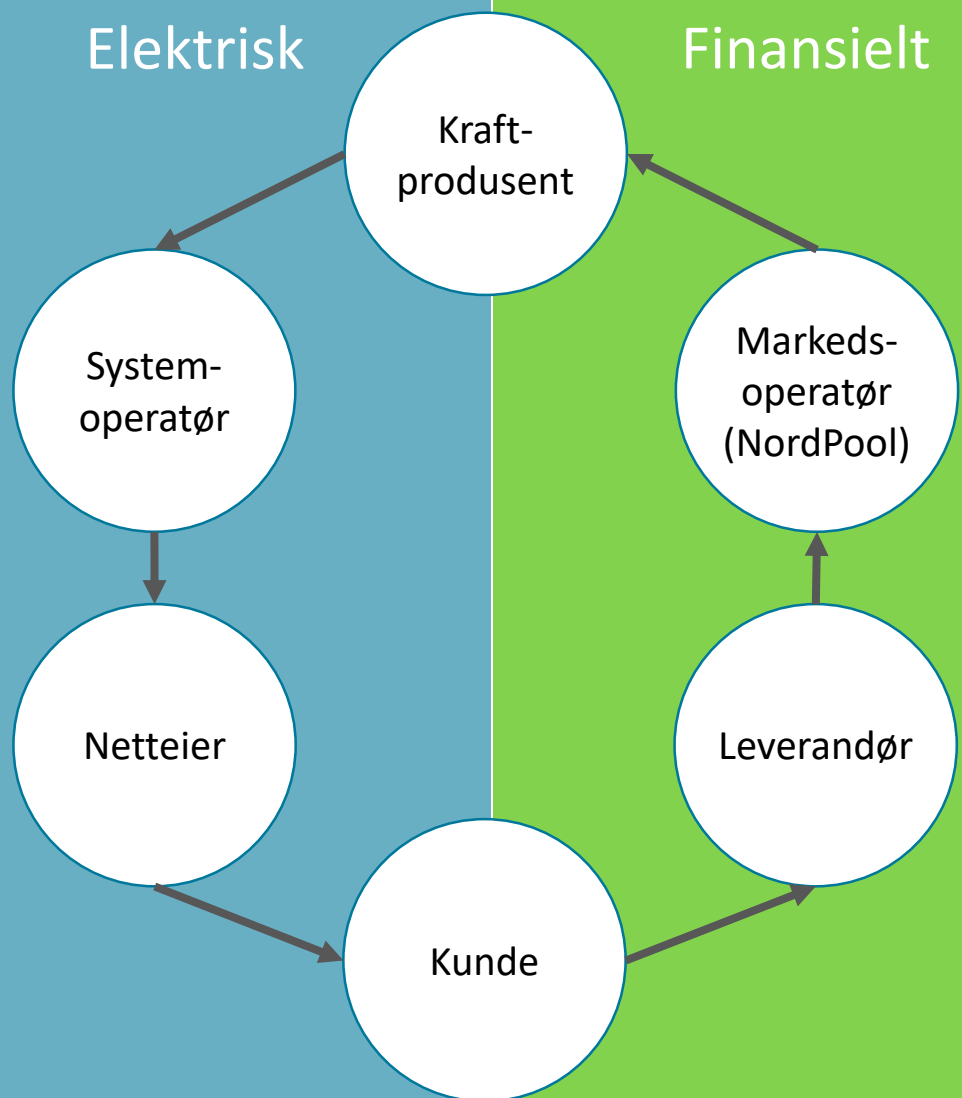 Elektrisk
Finansielt
Kraft-
produsent
System-
operatør
Markeds-
operatør
(NordPool)
Netteier
Leverandør
Kunde